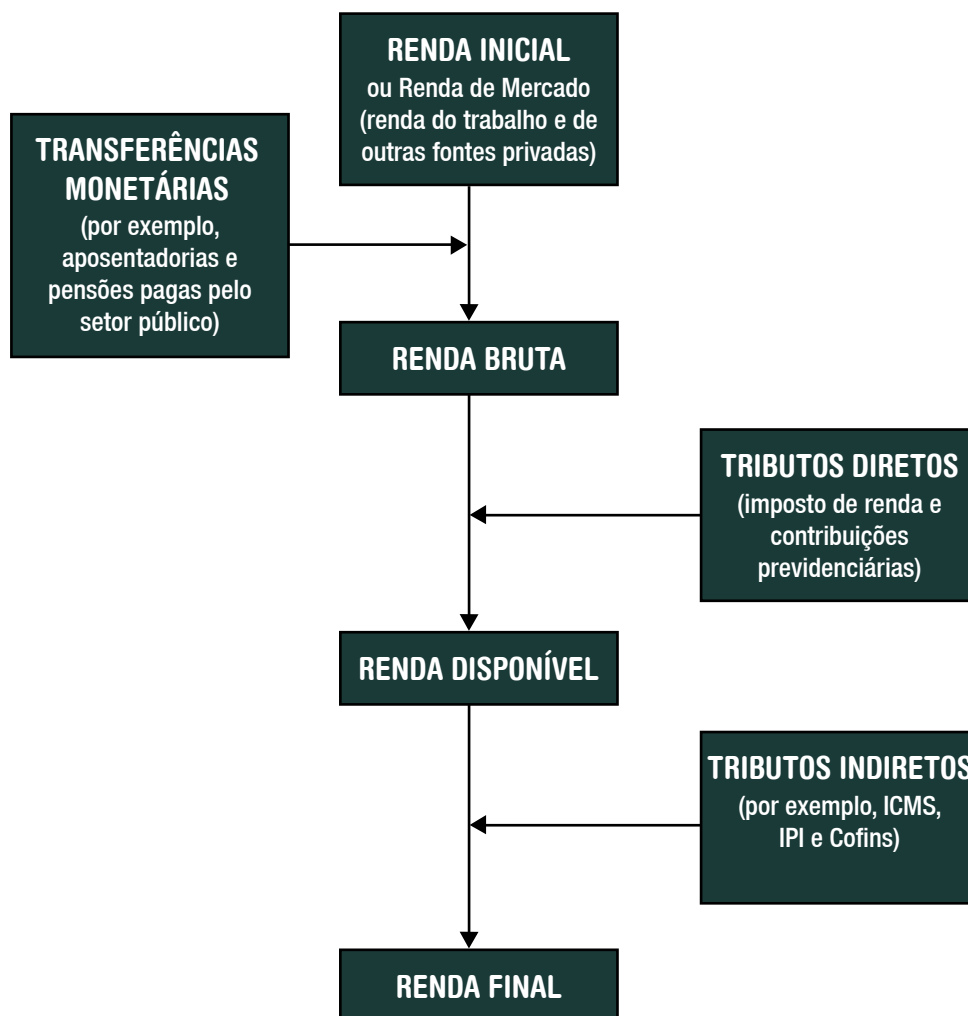 RENDA INICIAL
ou Renda de Mercado
(renda do trabalho e de
outras fontes privadas)
TRANSFERÊNCIAS
MONETÁRIAS
(por exemplo,
aposentadorias e
pensões pagas pelo
setor público)
RENDA BRUTA
TRIBUTOS DIRETOS
(imposto de renda e
contribuições
previdenciárias)
RENDA DISPONÍVEL
TRIBUTOS INDIRETOS
(por exemplo, ICMS,
IPI e Cofins)
RENDA FINAL